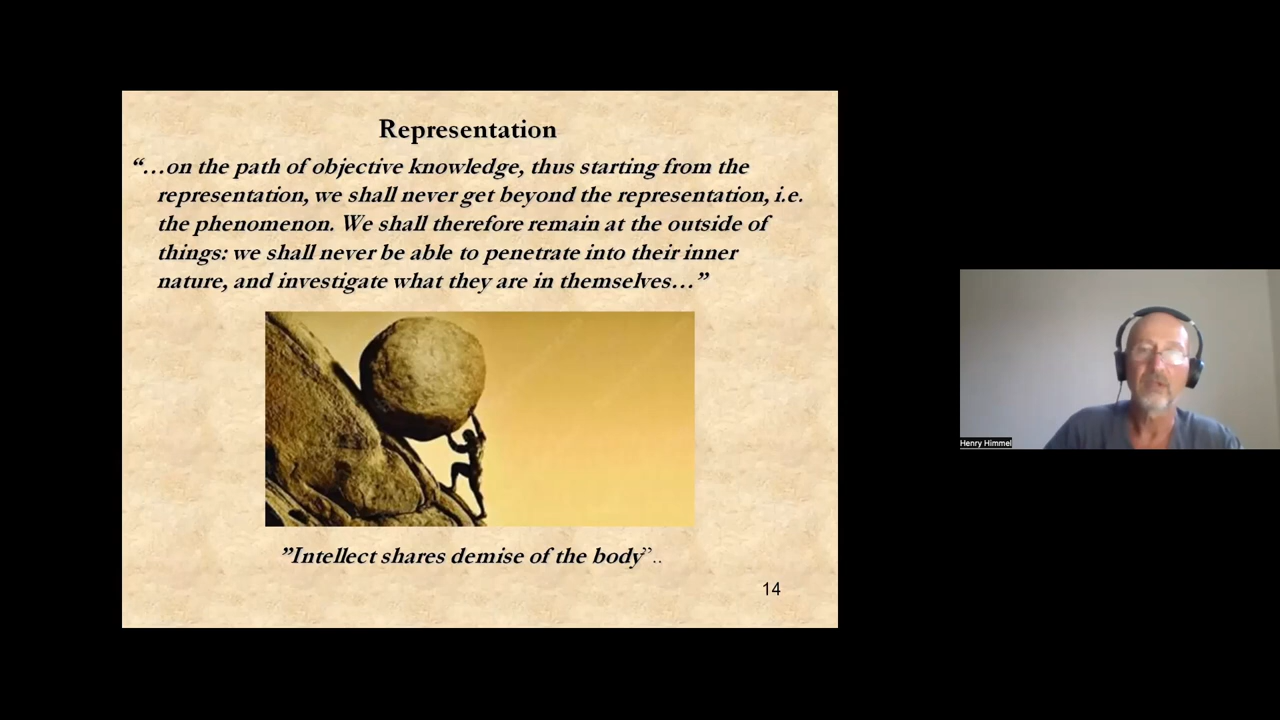 Representation
“…on the path of objective knowledge, thus starting from the
representation, we shall never get beyond the representation, i.e.
the phenomenon. We shall therefore remain at the outside of
things: we shall never be able to penetrate into their inner
nature, and investigate what they are in themselves…”
”Intellect shares demise of the body”..
14
Henry Himmel